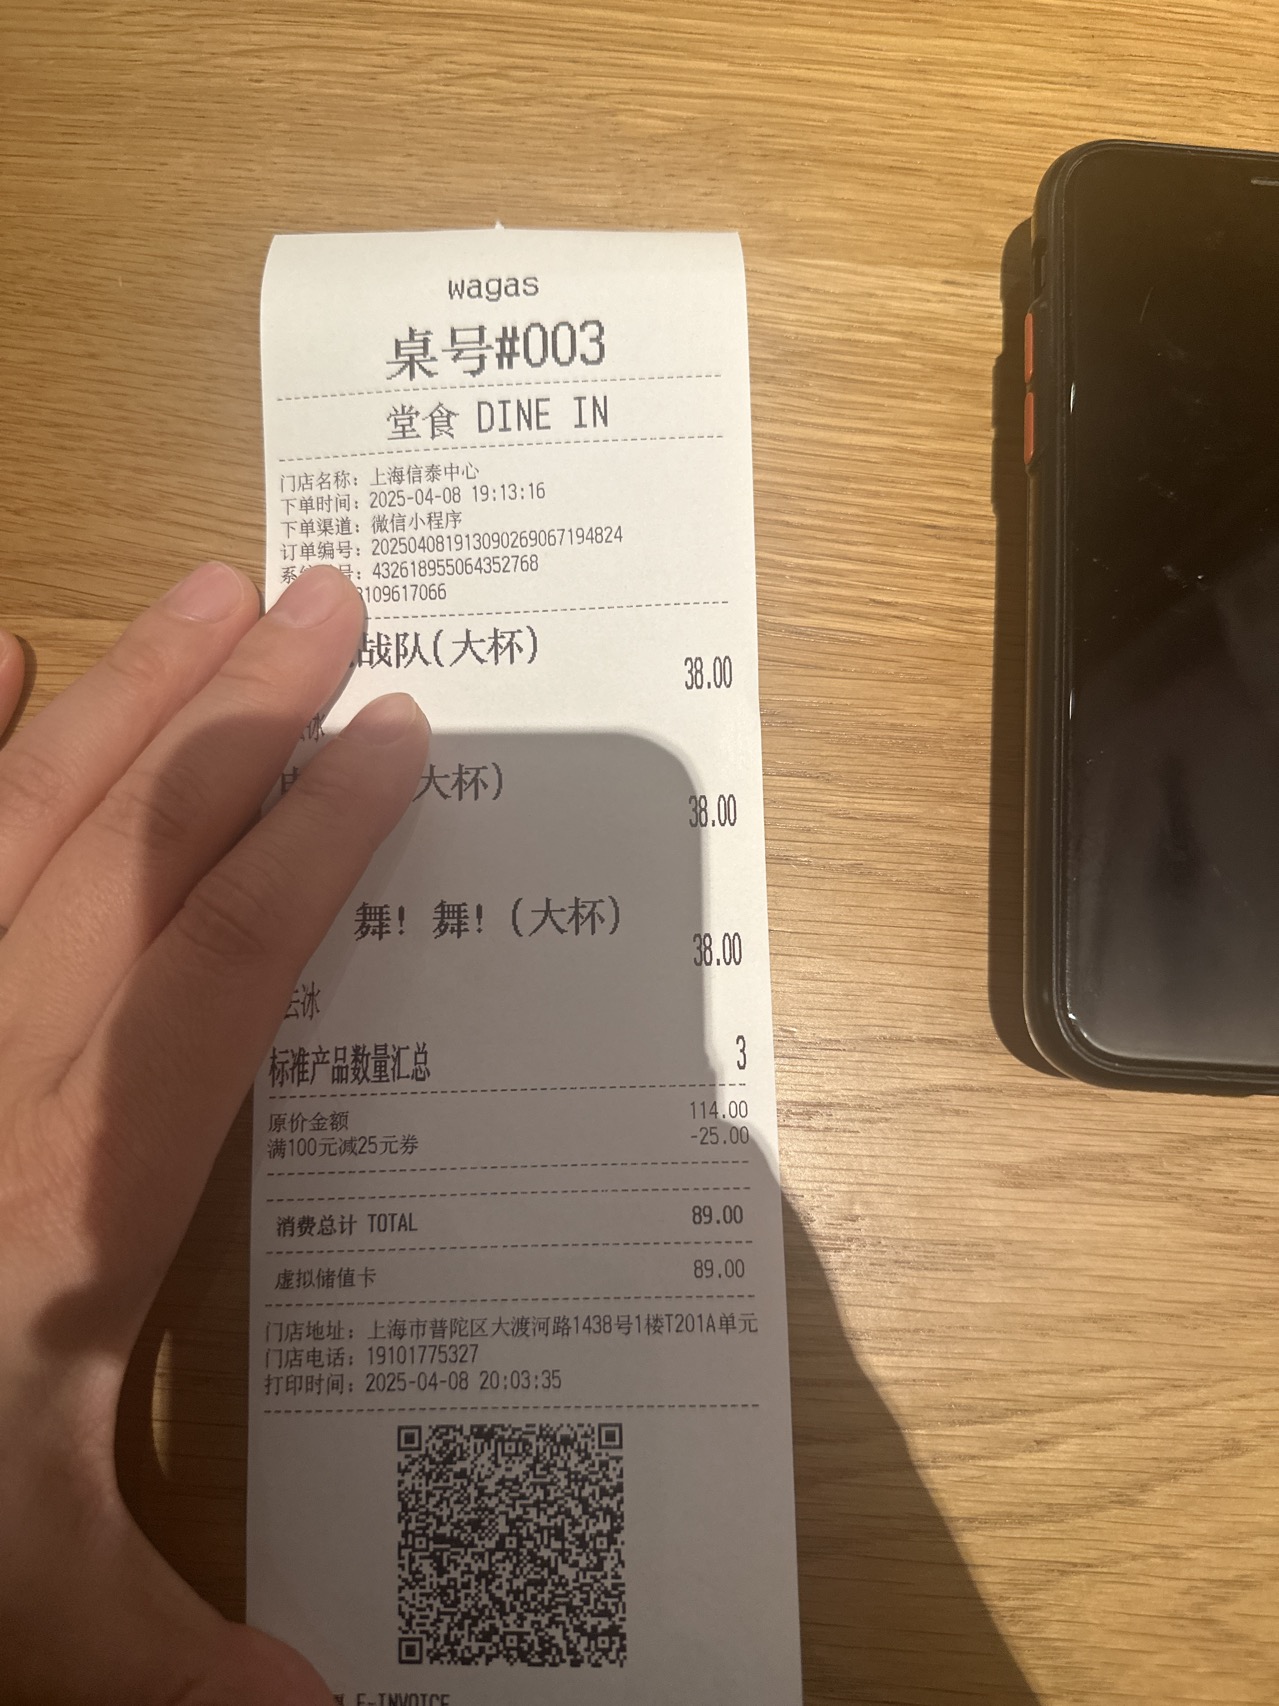 wagas
桌号#003
堂食 DINE IN
门店名称: 上海信泰中心
下单时间: 2025-04-08 19:13:16
下单渠道: 微信小程序
订单编号: 20250408191309026906​7194824
号: 432618955064352768
109617066
战队(大杯)
38.00
冰
大杯)
38.00
舞! 舞! (大杯)
38.00
去冰
标准产品数量汇总 3
原价金额 114.00
满100元减25元券 -25.00
消费总计 TOTAL 89.00
虚拟储值卡 89.00
门店地址: 上海市普陀区大渡河路1438号1楼T201A单元
门店电话: 19101775327
打印时间: 2025-04-08 20:03:35
E-INVOICE